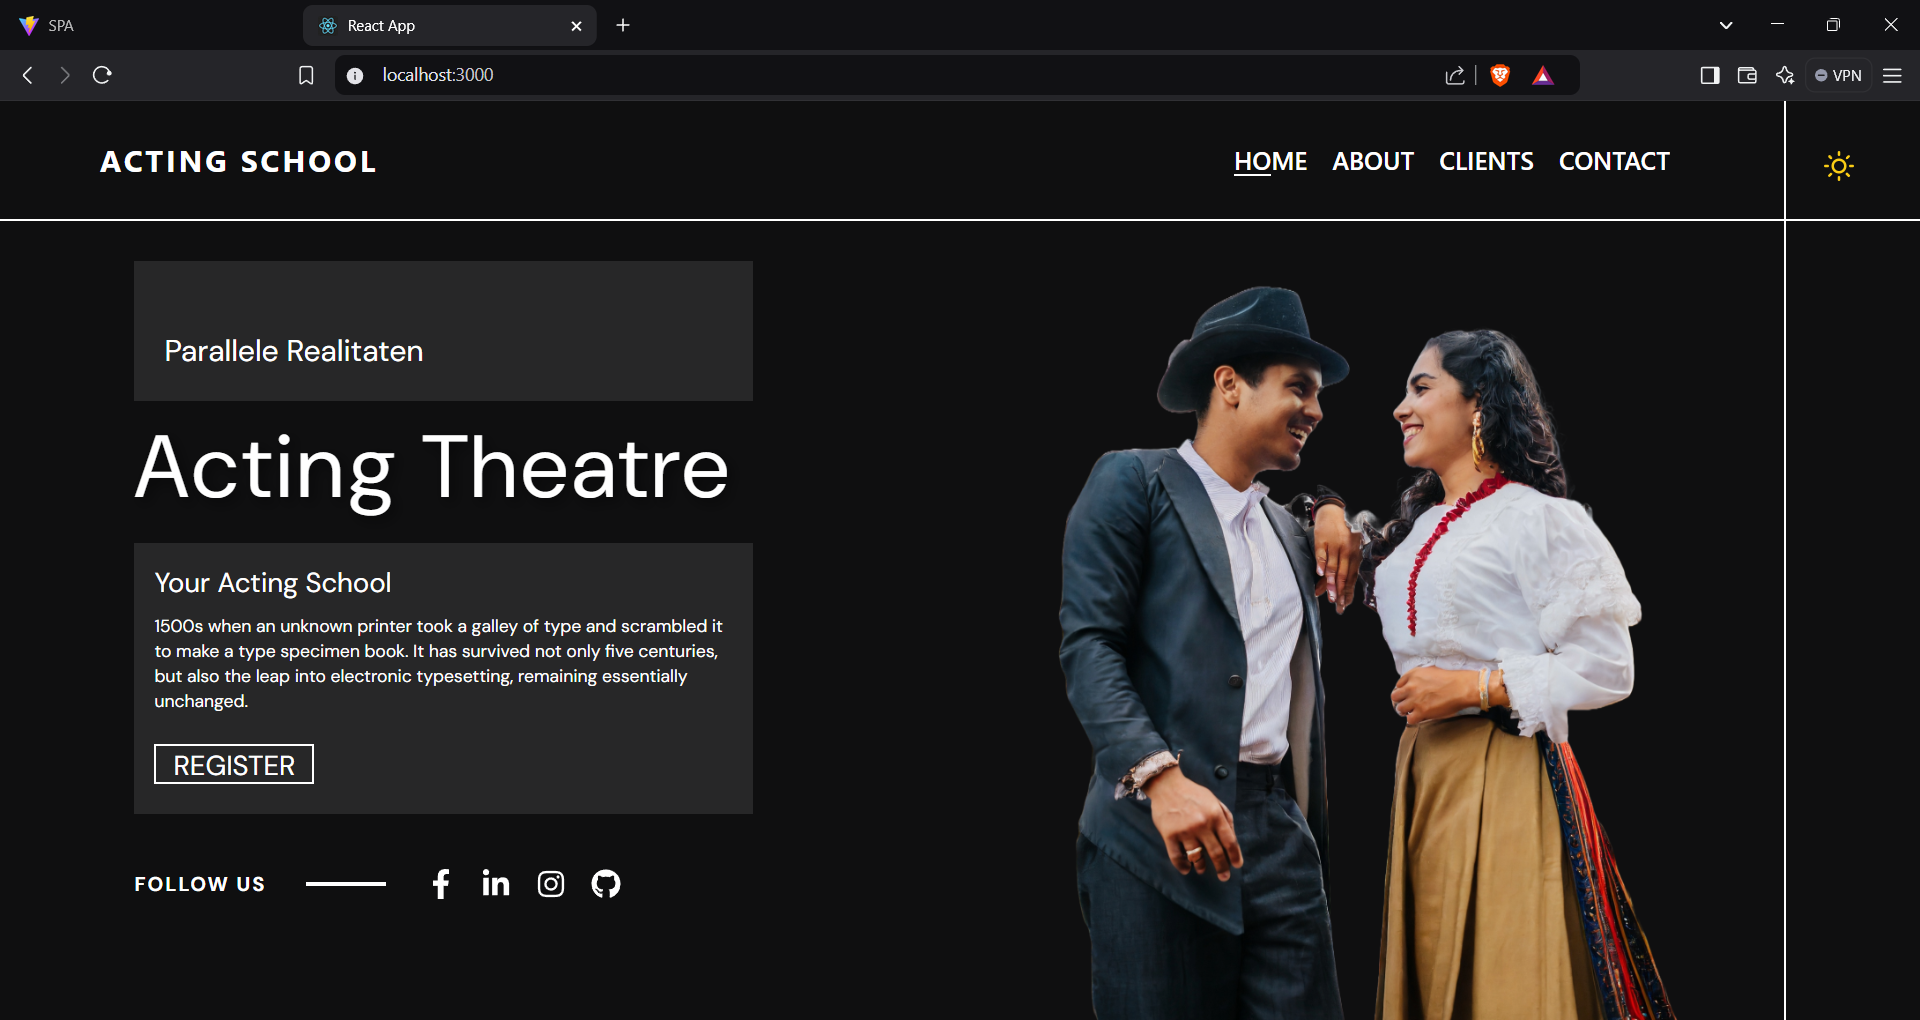 SPA
React App
localhost:3000
VPN
ACTING SCHOOL
HOME ABOUT CLIENTS CONTACT
Parallele Realitaten
Acting Theatre
Your Acting School
1500s when an unknown printer took a galley of type and scrambled it
to make a type specimen book. It has survived not only five centuries,
but also the leap into electronic typesetting, remaining essentially
unchanged.
REGISTER
FOLLOW US